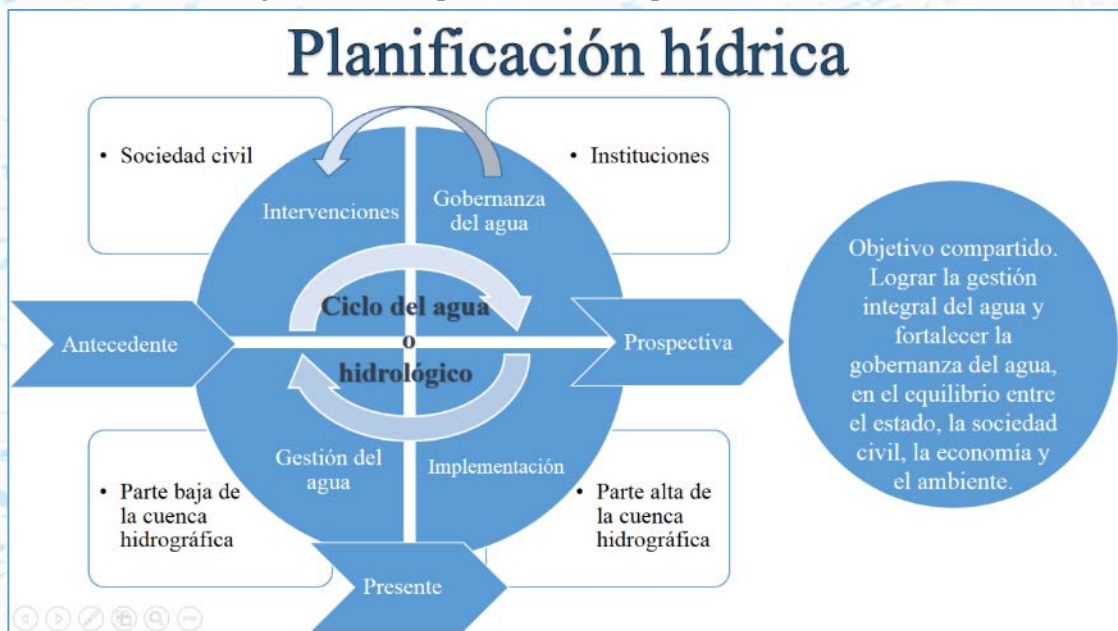 Planificación hídrica
• Sociedad civil
• Instituciones
Intervenciones
Gobernanza
del agua
Antecedente
Ciclo del agua
o
hidrológico
Prospectiva
Gestión del
agua
Implementación
• Parte baja de
la cuenca
hidrográfica
• Parte alta de
la cuenca
hidrográfica
Presente
Objetivo compartido.
Lograr la gestión
integral del agua y
fortalecer la
gobernanza del agua,
en el equilibrio entre
el estado, la sociedad
civil, la economía y
el ambiente.